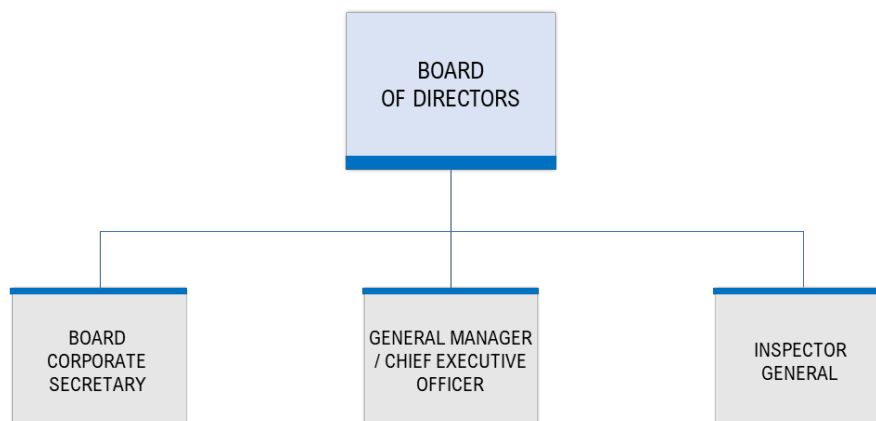 BOARD
OF DIRECTORS
BOARD
CORPORATE
SECRETARY
GENERAL MANAGER
/ CHIEF EXECUTIVE
OFFICER
INSPECTOR
GENERAL